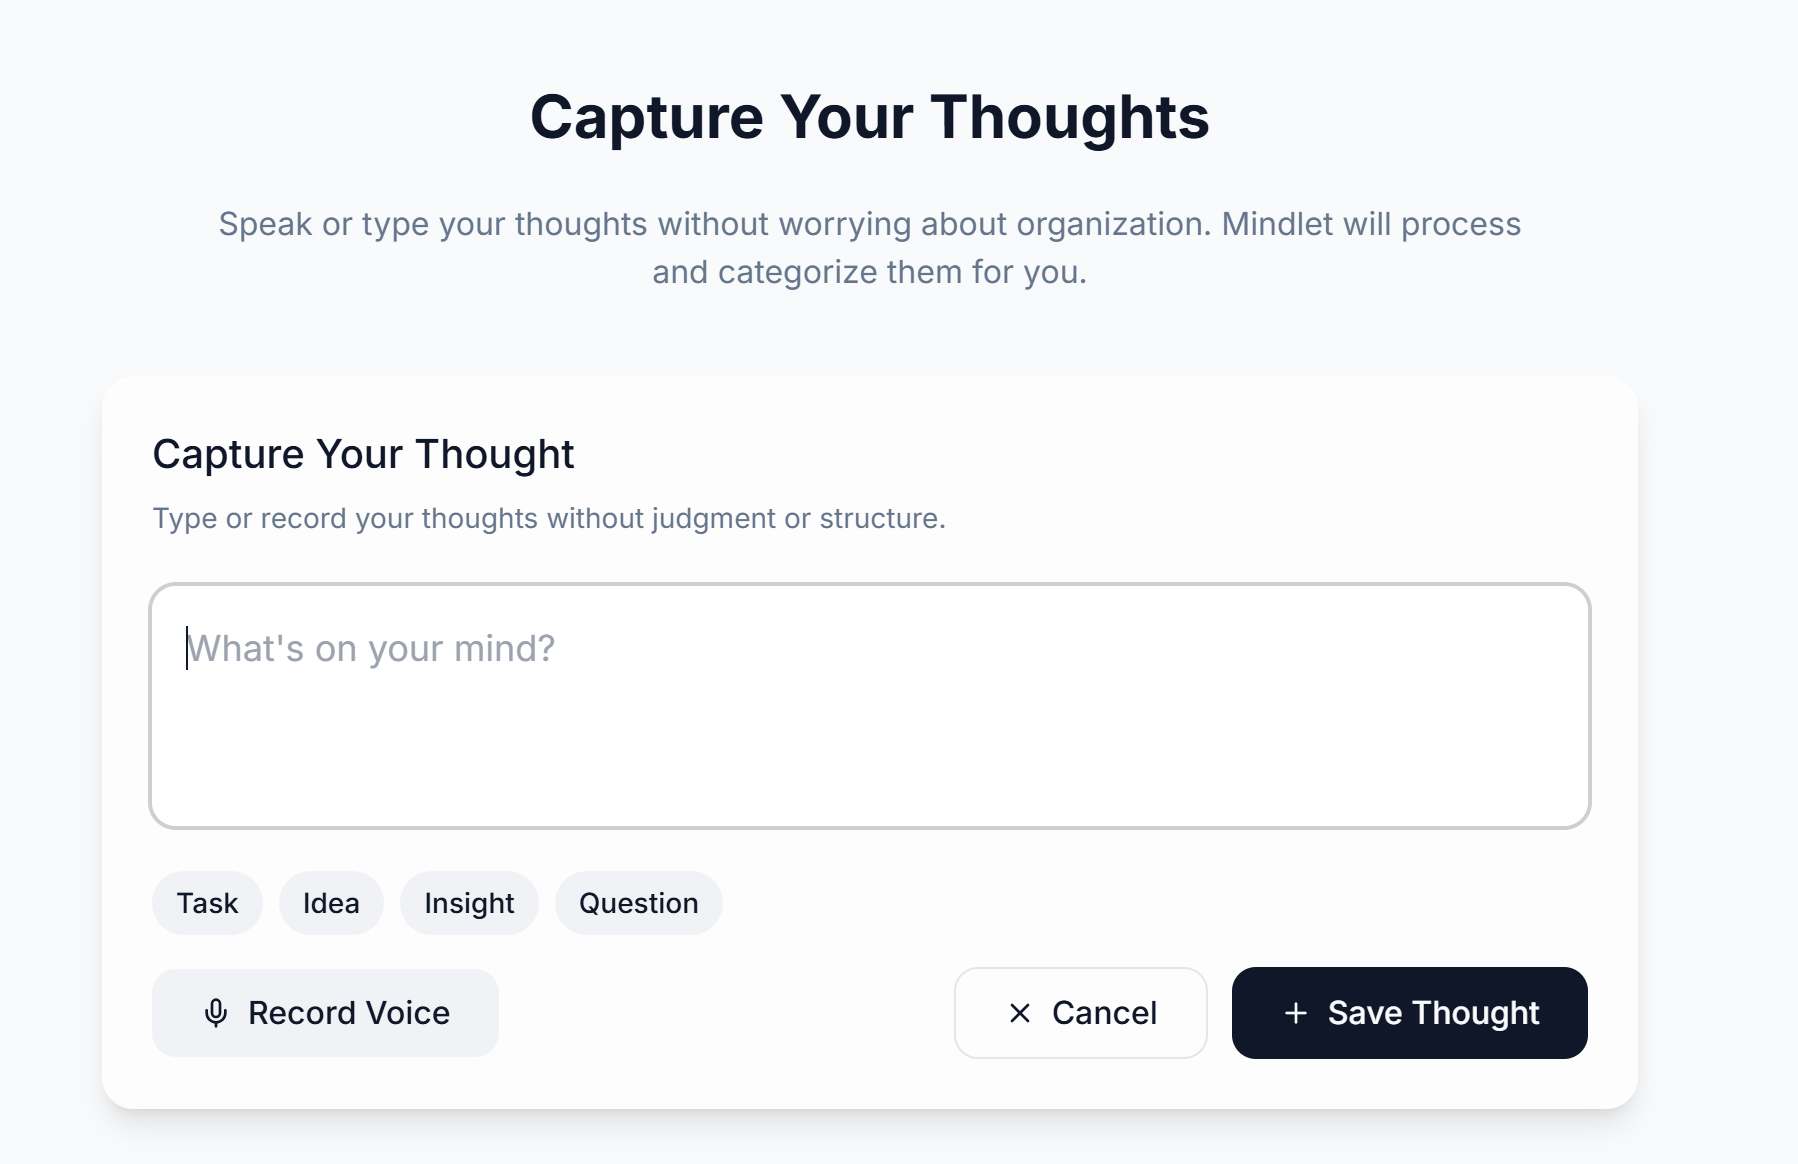 Capture Your Thoughts
Speak or type your thoughts without worrying about organization. Mindlet will process
and categorize them for you.
Capture Your Thought
Type or record your thoughts without judgment or structure.
What's on your mind?
Task Idea Insight Question
Record Voice Cancel Save Thought